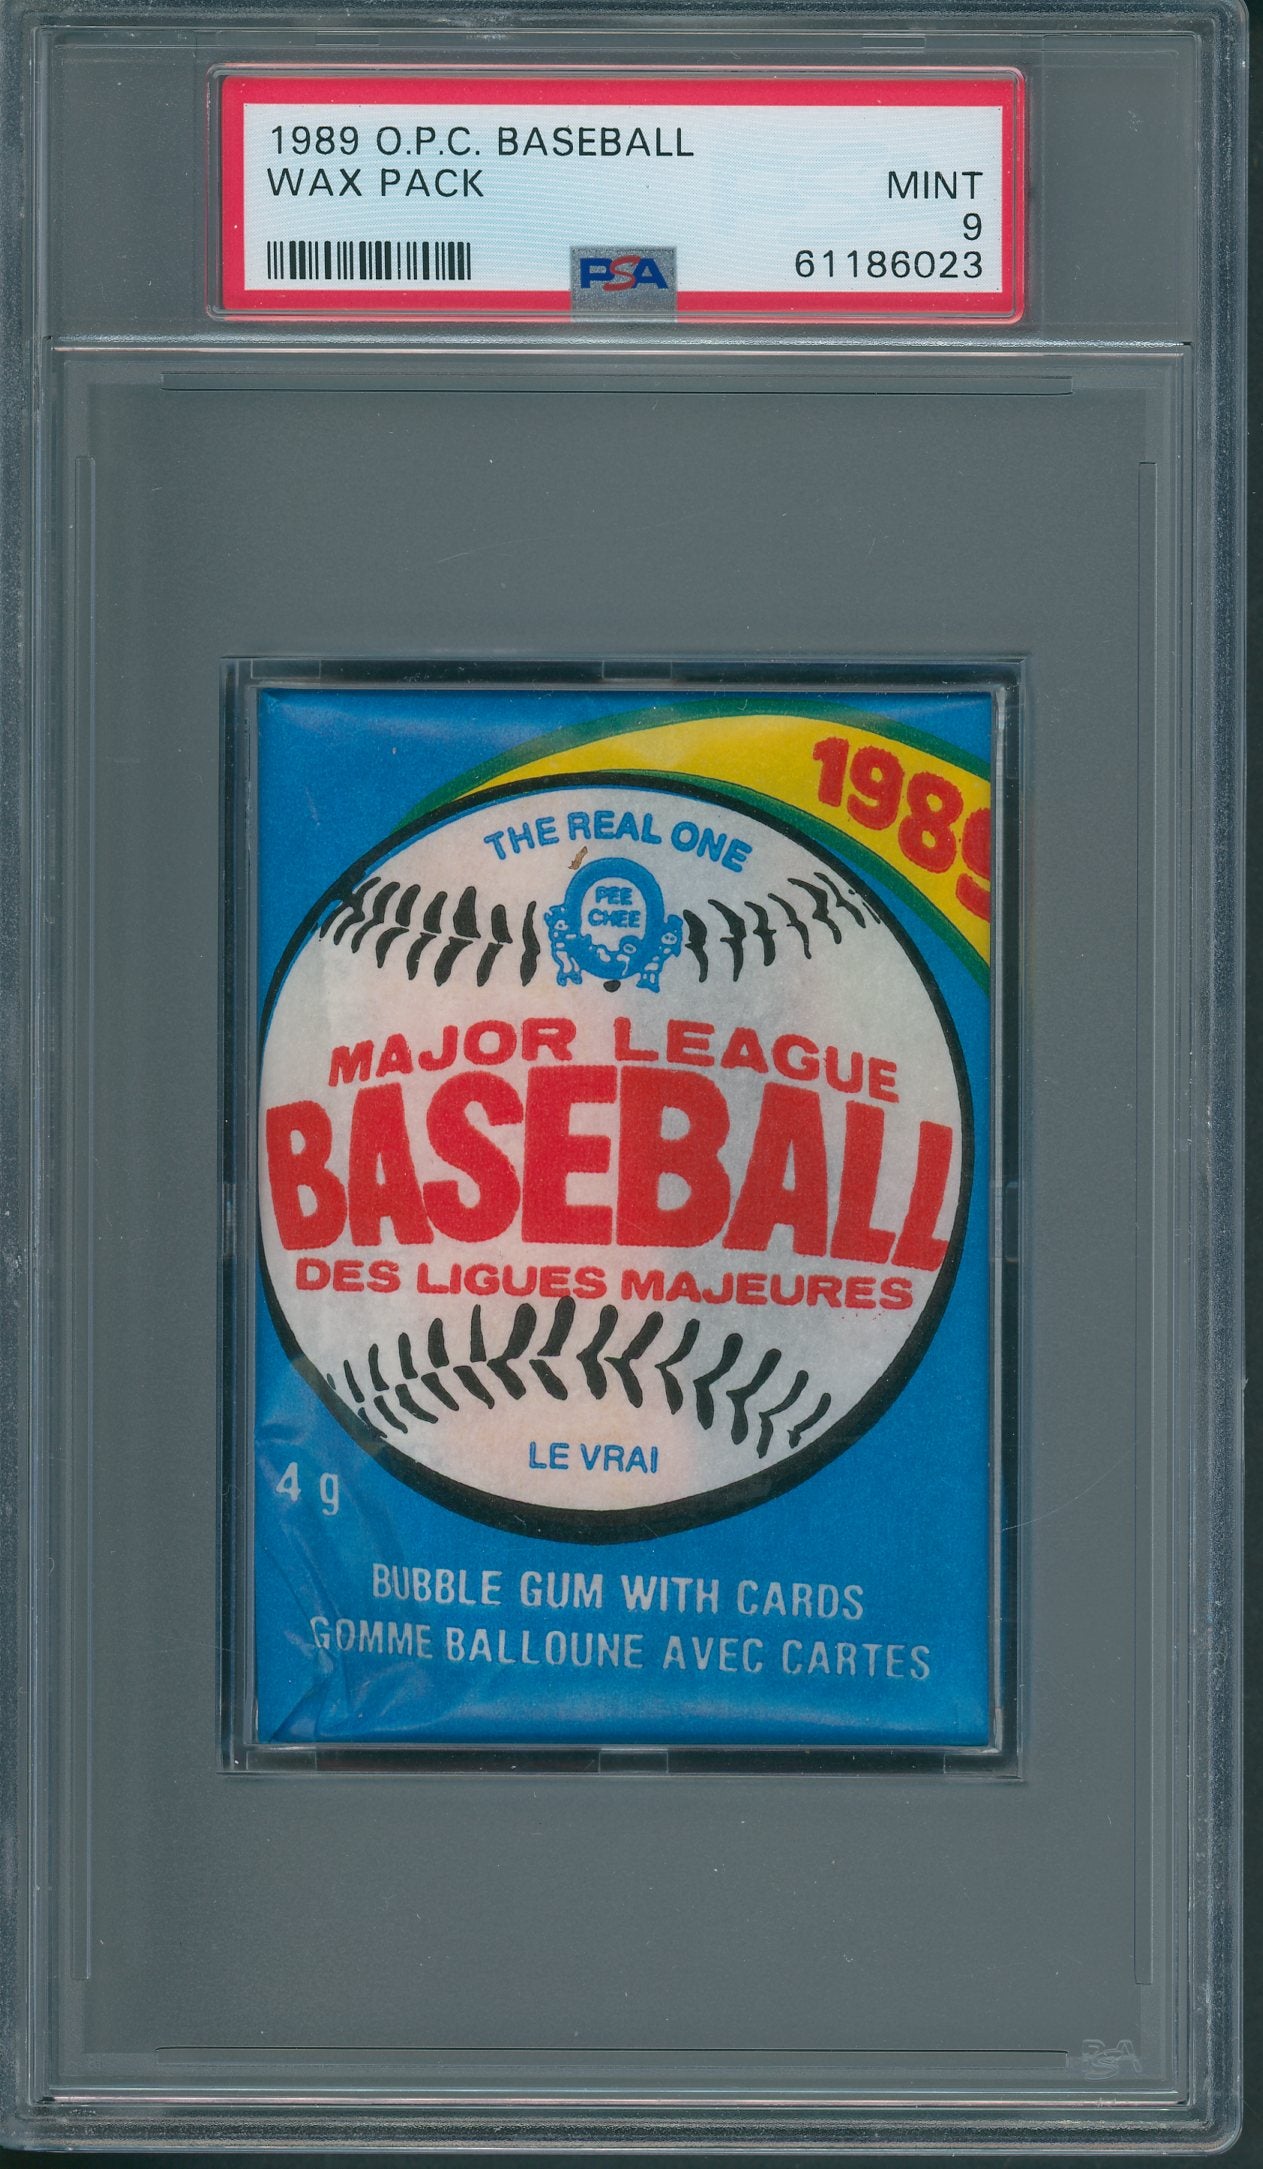 1989 O.P.C. BASEBALL
WAX PACK
MINT
9
61186023
PSA
1989
THE REAL ONE
PEE
CHEE
MAJOR LEAGUE
BASEBALL
DES LIGUES MAJEURES
LE VRAI
4 g
BUBBLE GUM WITH CARDS
GOMME BALLOUNE AVEC CARTES
PSA